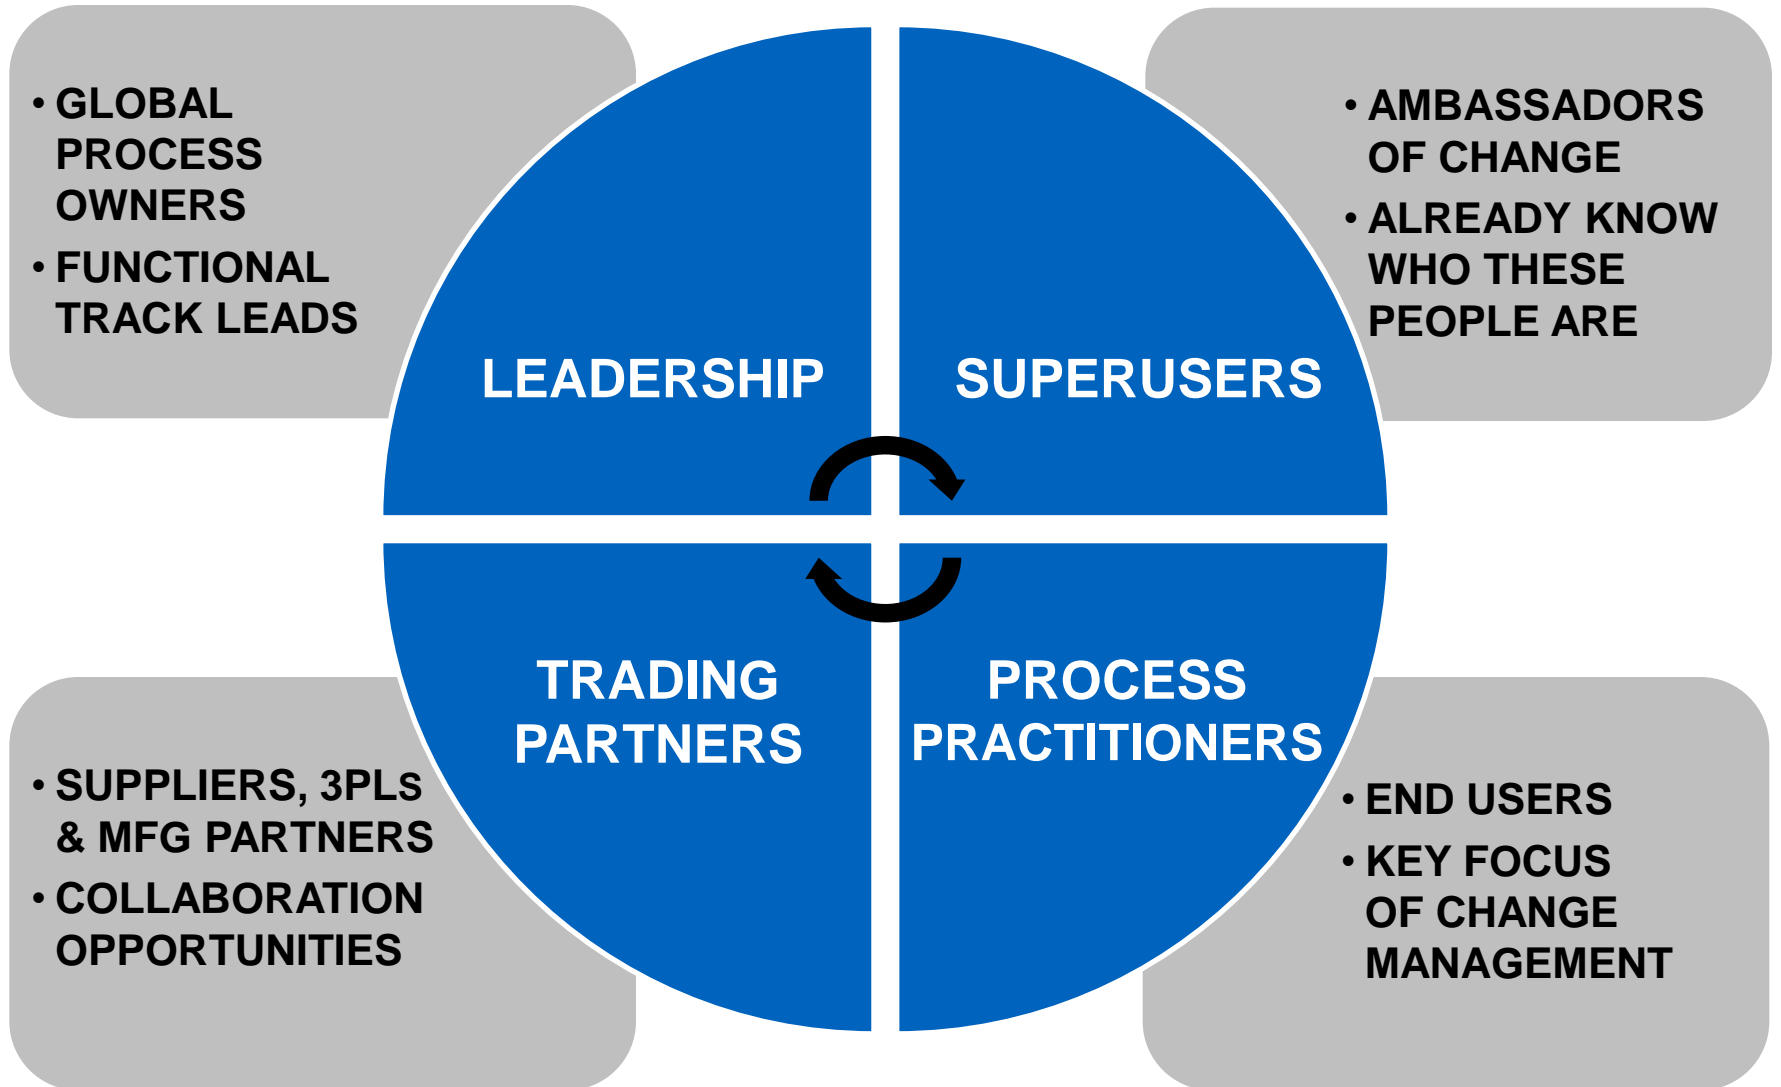 • GLOBAL
PROCESS
OWNERS
• FUNCTIONAL
TRACK LEADS
LEADERSHIP
• AMBASSADORS
OF CHANGE
• ALREADY KNOW
WHO THESE
PEOPLE ARE
SUPERUSERS
• SUPPLIERS, 3PLs
& MFG PARTNERS
• COLLABORATION
OPPORTUNITIES
TRADING
PARTNERS
PROCESS
PRACTITIONERS
• END USERS
• KEY FOCUS
OF CHANGE
MANAGEMENT